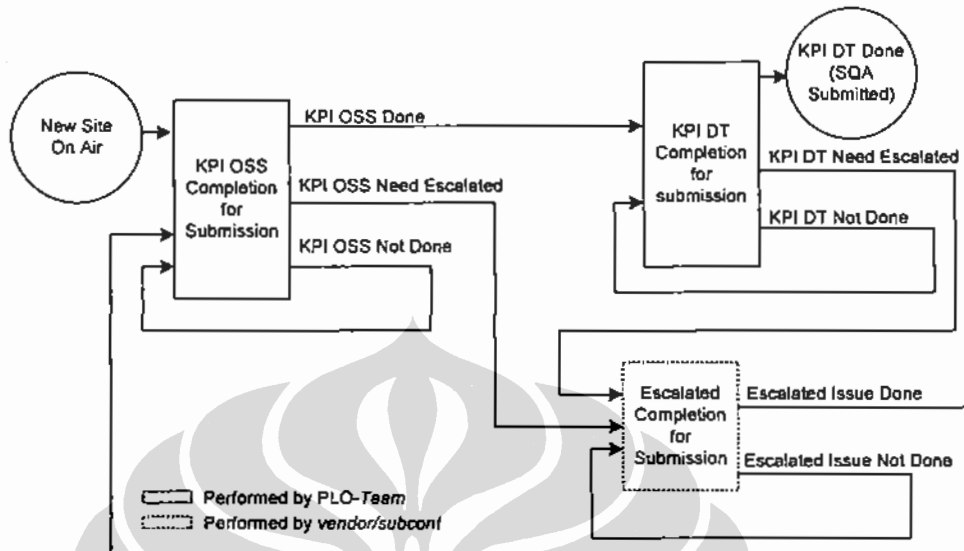 New Site
On Air
KPI OSS
Completion
for
Submission
KPI OSS Done
KPI OSS Need Escalated
KPI OSS Not Done
KPI DT
Completion
for
submission
KPI DT Done
(SQA
Submitted)
KPI DT Need Escalated
KPI DT Not Done
Escalated
Completion
for
Submission
Escalated Issue Done
Escalated Issue Not Done
Performed by PLO-Team
Performed by vendor/subcont